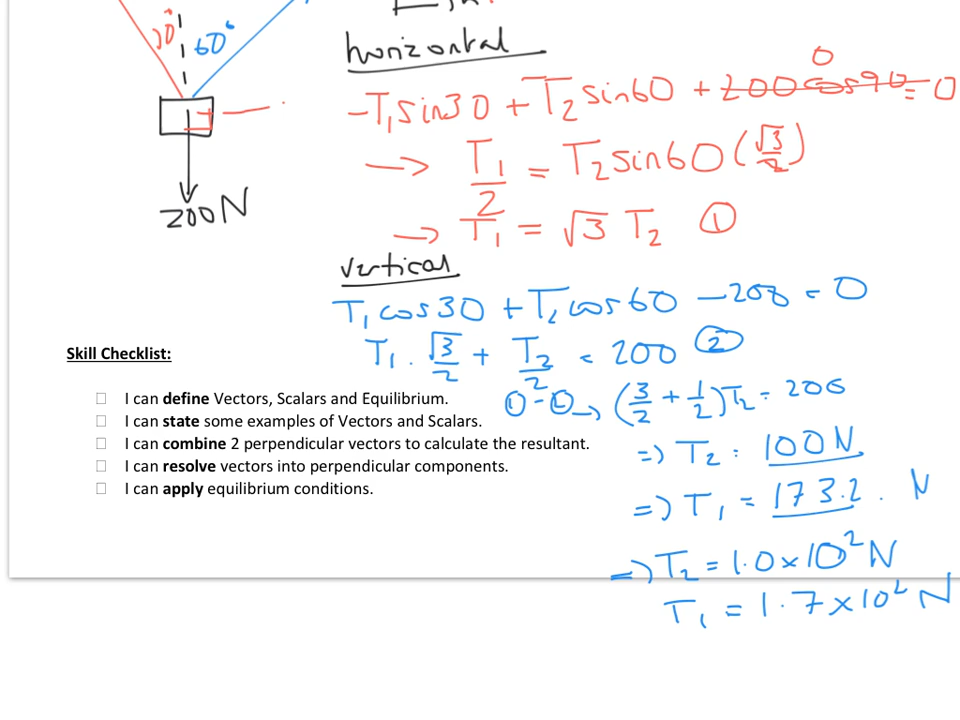 30°
60°
200N
horizontal
0
-T₁sin30 + T₂sin60 + 200cos90 = 0
→ T₁/2 = T₂sin60 (√3/2)
→ T₁ = √3 T₂ ①
vertical
T₁cos30 + T₂cos60 - 200 = 0
T₁ . √3/2 + T₂/2 = 200 ②
Skill Checklist:
☐ I can define Vectors, Scalars and Equilibrium.
☐ I can state some examples of Vectors and Scalars.
☐ I can combine 2 perpendicular vectors to calculate the resultant.
☐ I can resolve vectors into perpendicular components.
☐ I can apply equilibrium conditions.
→ (3/2 + 1/2)T₂ = 200
=> T₂ = 100N
=> T₁ = 173.2. N
=> T₂ = 1.0 x 10² N
T₁ = 1.7 x 10² N